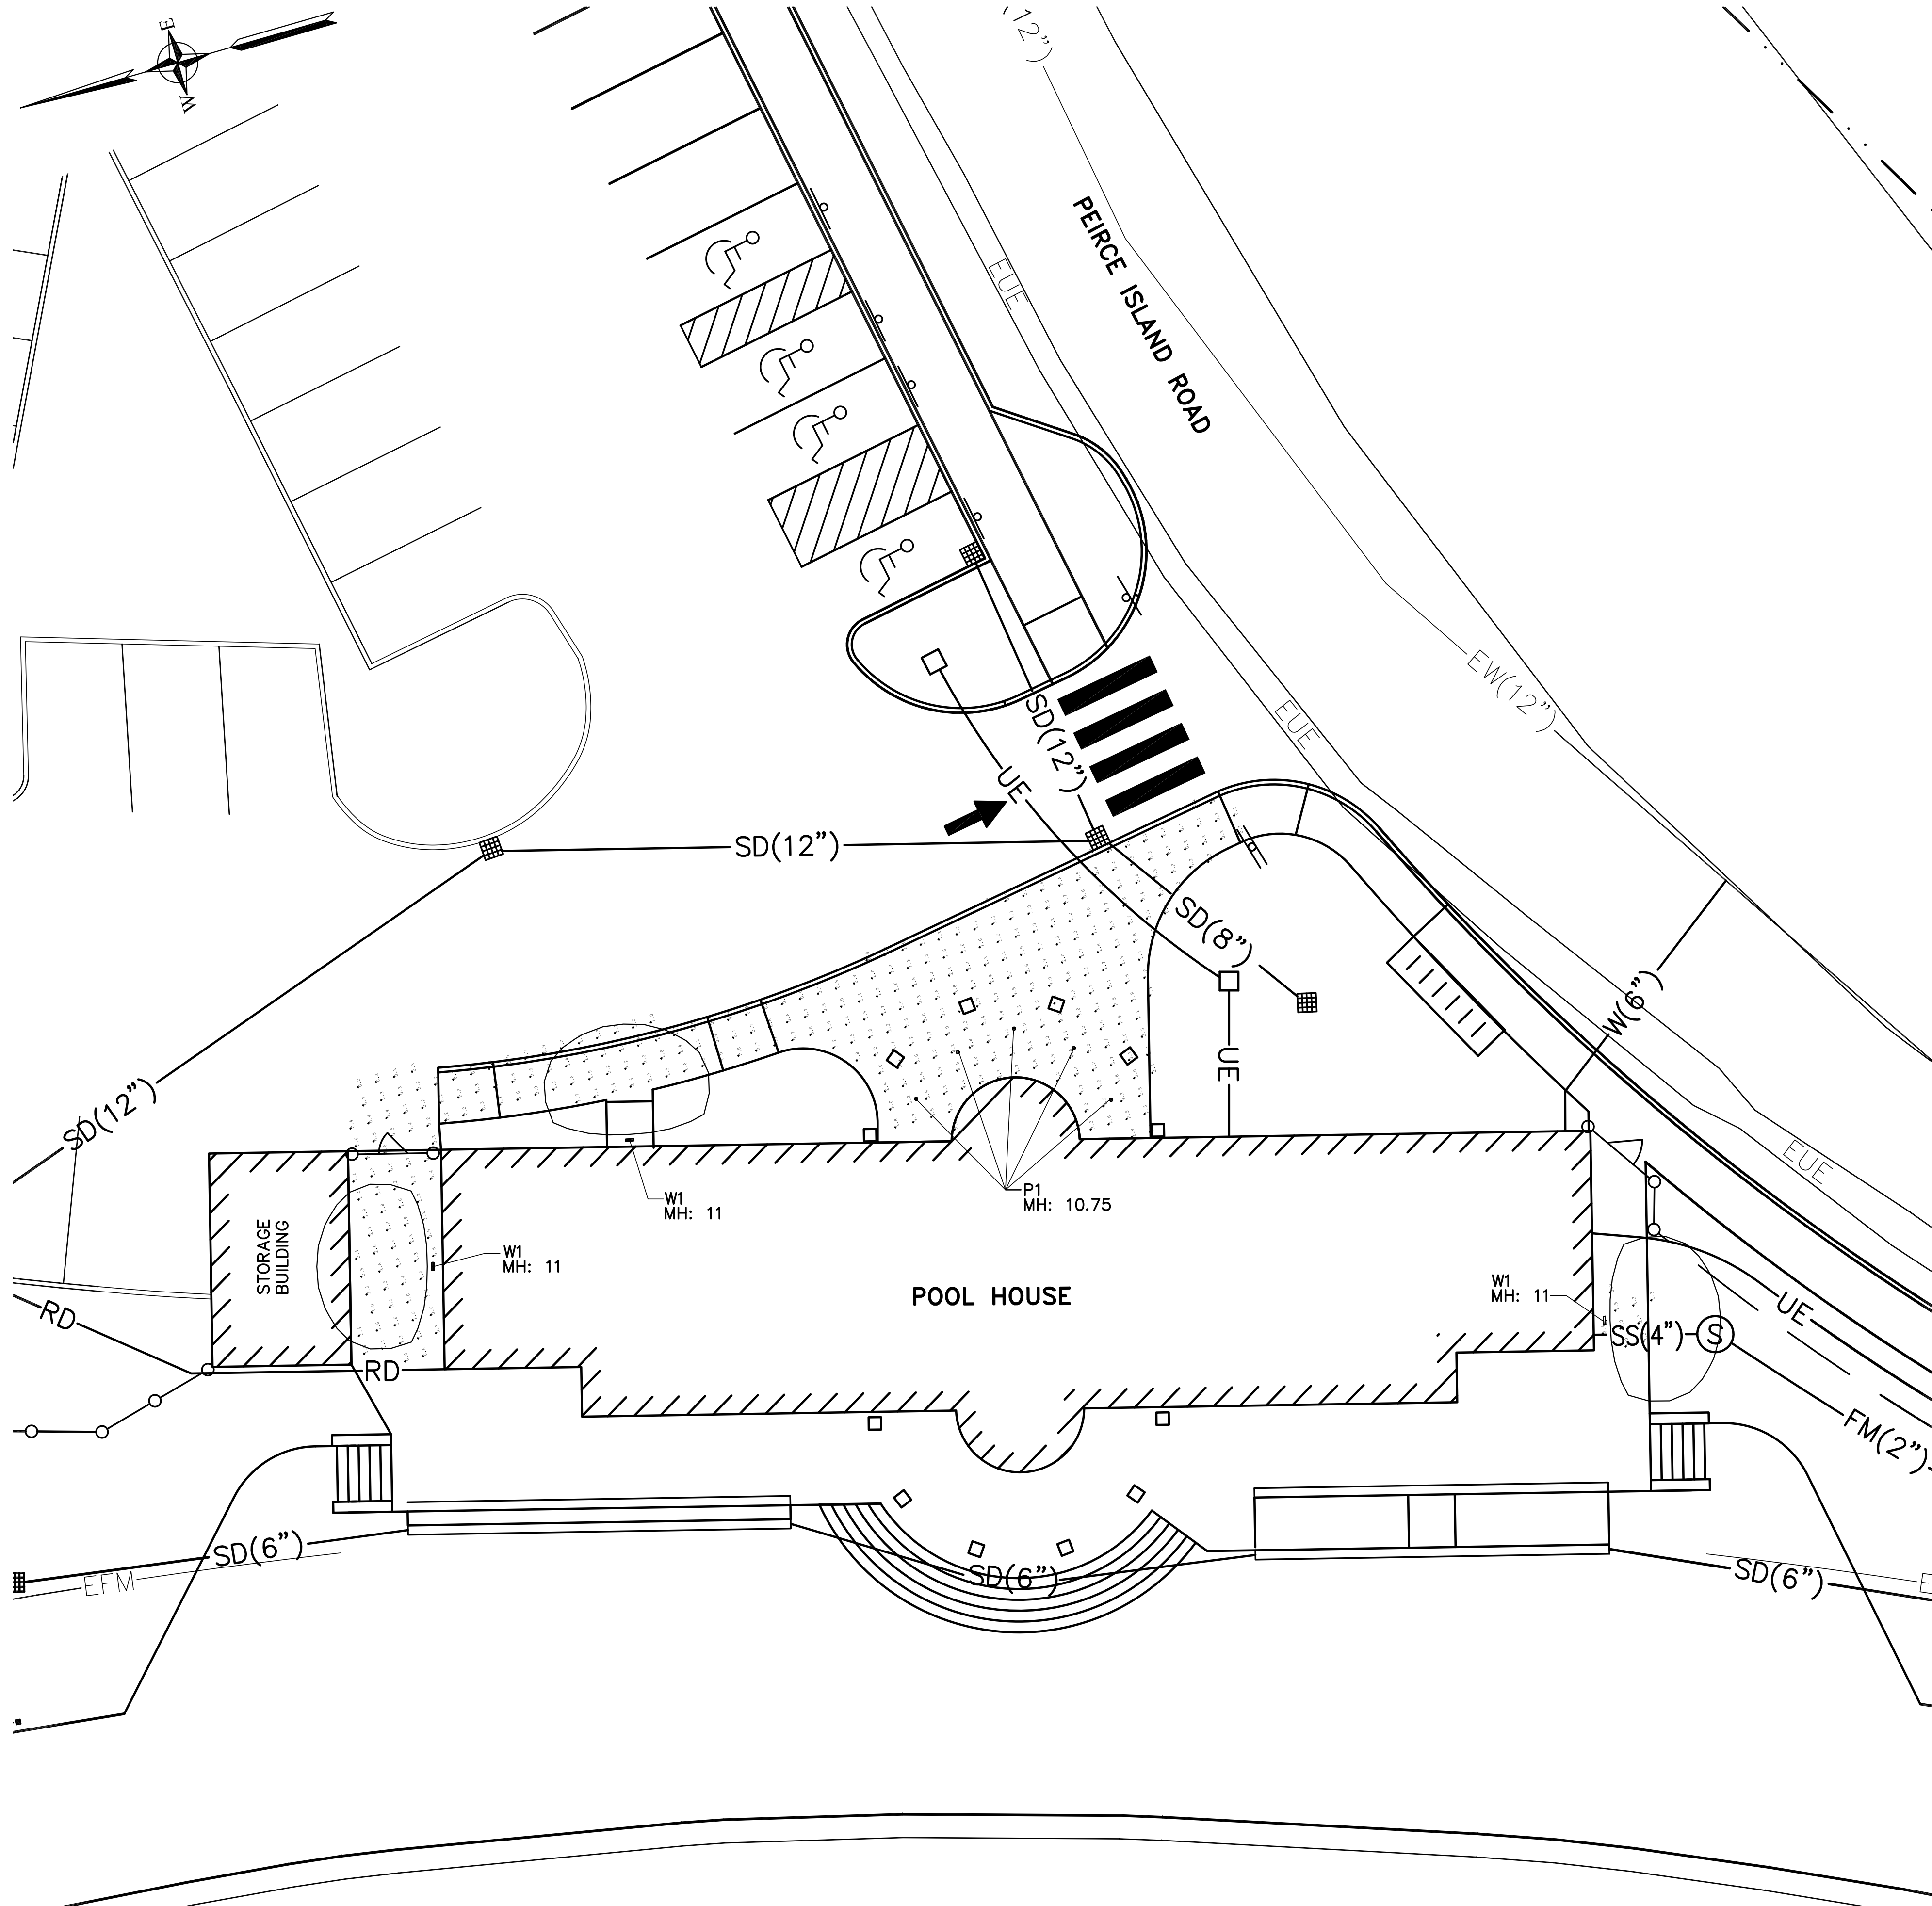 E
W
(12")
PEIRCE ISLAND ROAD
EUE
EW(12")
EUE
SD(12")
UE
SD(12")
SD(8")
W(6")
UE
SD(12")
EUE
W1
MH: 11
P1
MH: 10.75
STORAGE
BUILDING
W1
MH: 11
POOL HOUSE
W1
MH: 11
RD
UE
SS(4")
S
RD
FM(2")
SD(6")
EFM
SD(6")
SD(6")
E